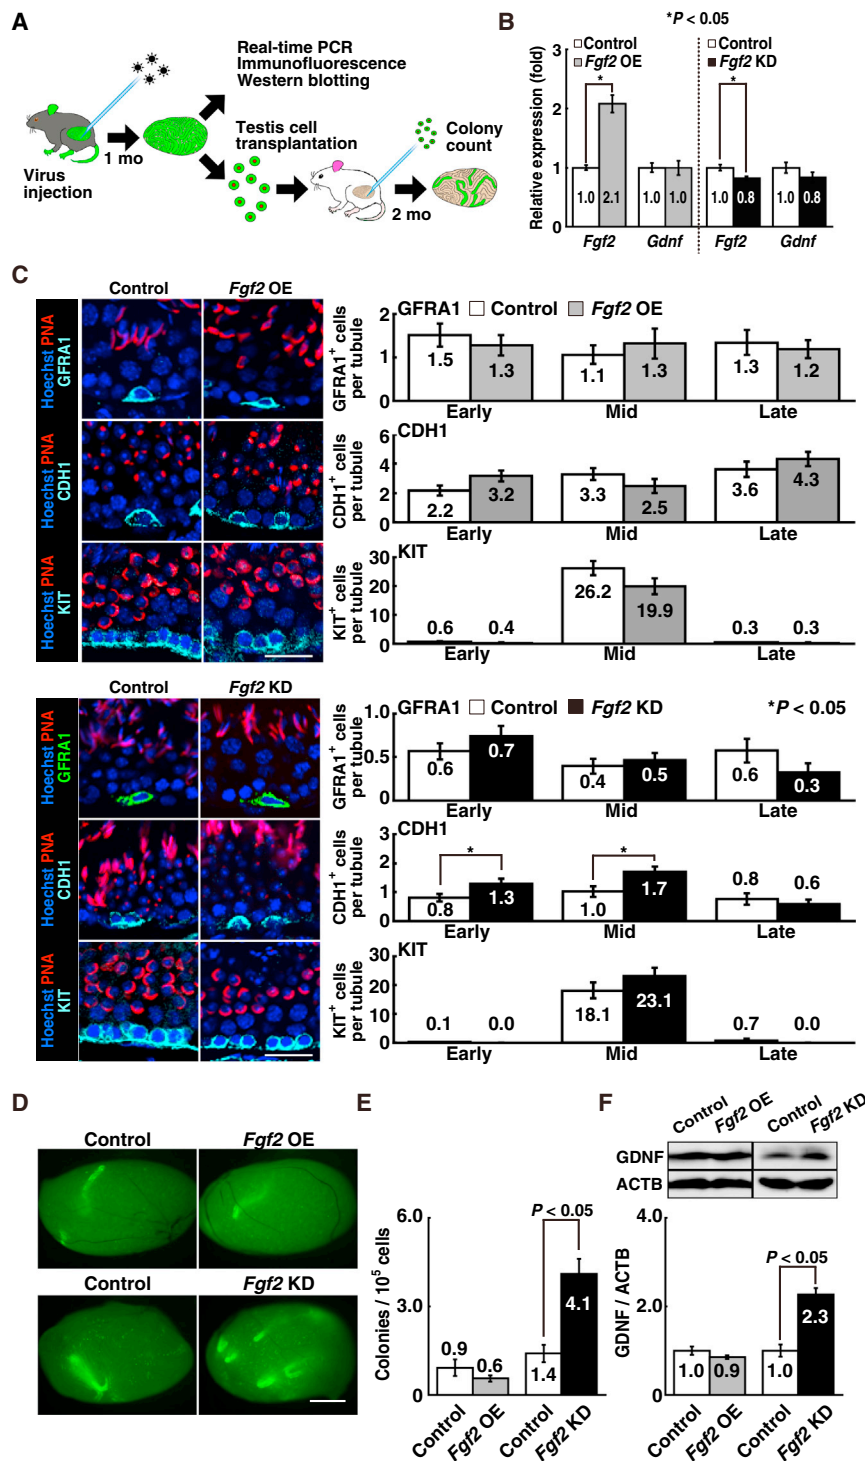 A
Real-time PCR
Immunofluorescence
Western blotting
1 mo
Virus
injection
Testis cell
transplantation
Colony
count
2 mo
B
*P < 0.05
Relative expression (fold)
3
2
1
0
Control
Fgf2 OE
*
1.0
2.1
1.0
1.0
Fgf2
Gdnf
Control
Fgf2 KD
*
1.0
0.8
1.0
0.8
Fgf2
Gdnf
C
Control
Fgf2 OE
Hoechst PNA
GFRA1
Hoechst PNA
CDH1
Hoechst PNA
KIT
GFRA1+ cells
per tubule
2
1
0
GFRA1
Control
Fgf2 OE
1.5
1.3
1.1
1.3
1.3
1.2
Early
Mid
Late
CDH1+ cells
per tubule
6
4
2
0
CDH1
2.2
3.2
3.3
2.5
3.6
4.3
Early
Mid
Late
KIT+ cells
per tubule
30
20
10
0
KIT
0.6
0.4
26.2
19.9
0.3
0.3
Early
Mid
Late
Control
Fgf2 KD
Hoechst PNA
GFRA1
Hoechst PNA
CDH1
Hoechst PNA
KIT
GFRA1+ cells
per tubule
1.0
0.5
0
GFRA1
Control
Fgf2 KD
*P < 0.05
0.6
0.7
0.4
0.5
0.6
0.3
Early
Mid
Late
CDH1+ cells
per tubule
3
2
1
0
CDH1
*
*
0.8
1.3
1.0
1.7
0.8
0.6
Early
Mid
Late
KIT+ cells
per tubule
30
20
10
0
KIT
0.1
0.0
18.1
23.1
0.7
0.0
Early
Mid
Late
D
Control
Fgf2 OE
Control
Fgf2 KD
E
Colonies / 105 cells
6.0
3.0
0
P < 0.05
0.9
0.6
1.4
4.1
Control
Fgf2 OE
Control
Fgf2 KD
F
Control
Fgf2 OE
Control
Fgf2 KD
GDNF
ACTB
GDNF / ACTB
4.0
2.0
0
P < 0.05
1.0
0.9
1.0
2.3
Control
Fgf2 OE
Control
Fgf2 KD